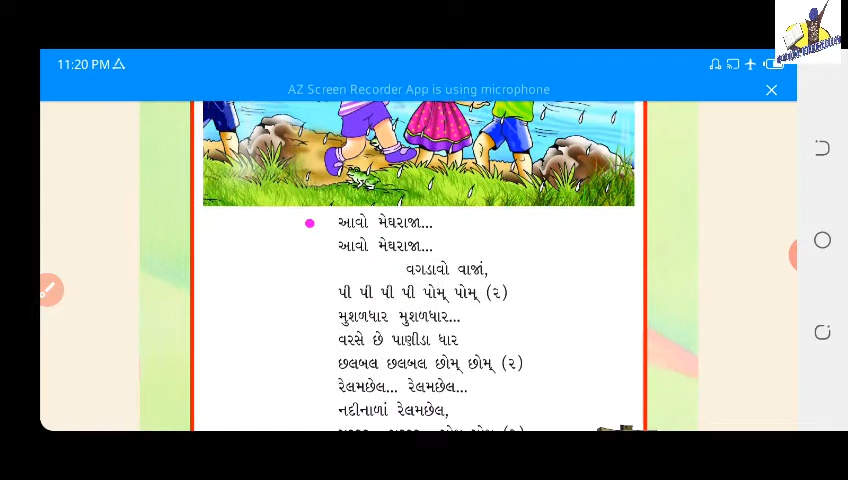 11:20 PM
AZ Screen Recorder App is using microphone
આવો મેઘરાજા...
આવો મેઘરાજા...
વગડાવો વાજાં,
પી પી પી પી પોમ્ પોમ્ (૨)
મુશળધાર મુશળધાર...
વરસે છે પાણીડા ધાર
છલબલ છલબલ છોમ્ છોમ્ (૨)
રેલમછેલ... રેલમછેલ...
નદીનાળાં રેલમછેલ,